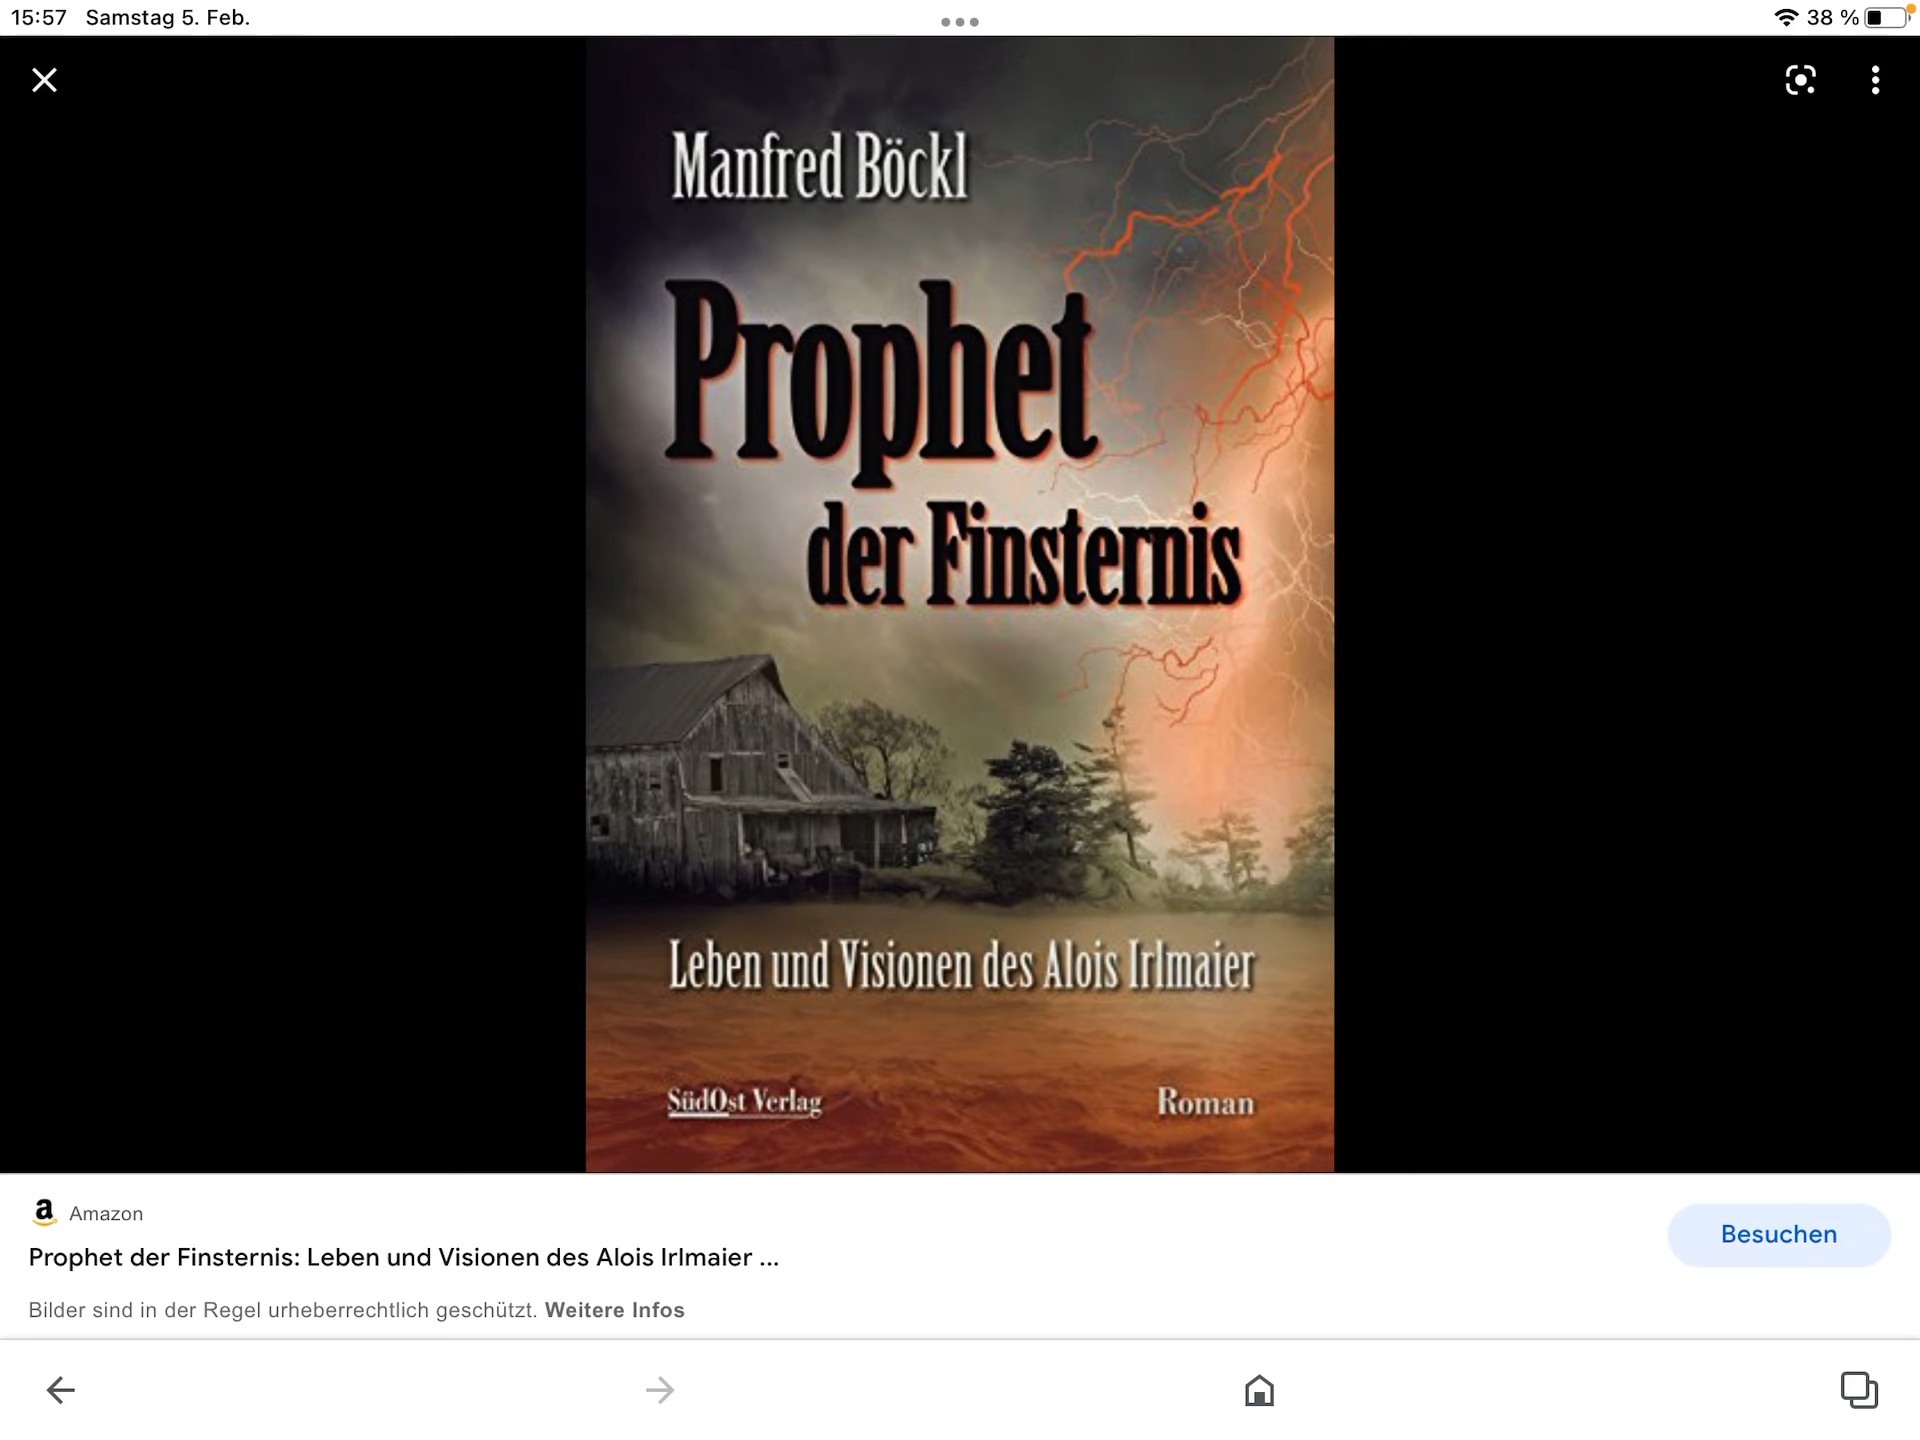 15:57 Samstag 5. Feb.
38 %
Manfred Böckl
Prophet
der Finsternis
Leben und Visionen des Alois Irlmaier
SüdOst Verlag
Roman
Amazon
Prophet der Finsternis: Leben und Visionen des Alois Irlmaier ...
Besuchen
Bilder sind in der Regel urheberrechtlich geschützt. Weitere Infos